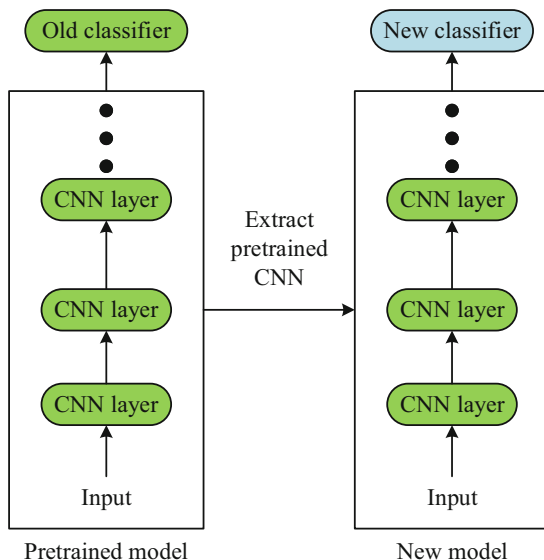 Old classifier
CNN layer
CNN layer
CNN layer
Input
Pretrained model
Extract
pretrained
CNN
New classifier
CNN layer
CNN layer
CNN layer
Input
New model